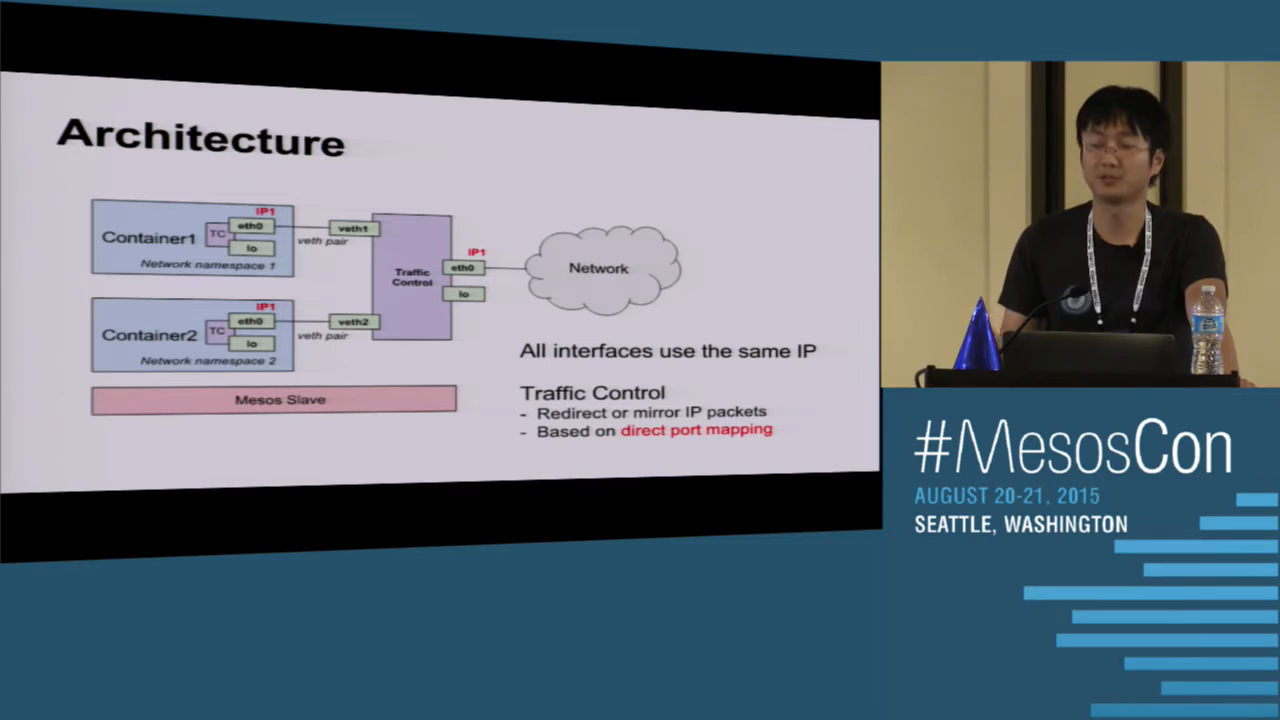 Architecture
IP1
Container1
TC
eth0
lo
Network namespace 1
veth pair
veth1
Traffic
Control
IP1
eth0
lo
Network
IP1
Container2
TC
eth0
lo
Network namespace 2
veth pair
veth2
Mesos Slave
All interfaces use the same IP
Traffic Control
- Redirect or mirror IP packets
- Based on direct port mapping
#MesosCon
AUGUST 20-21, 2015
SEATTLE, WASHINGTON